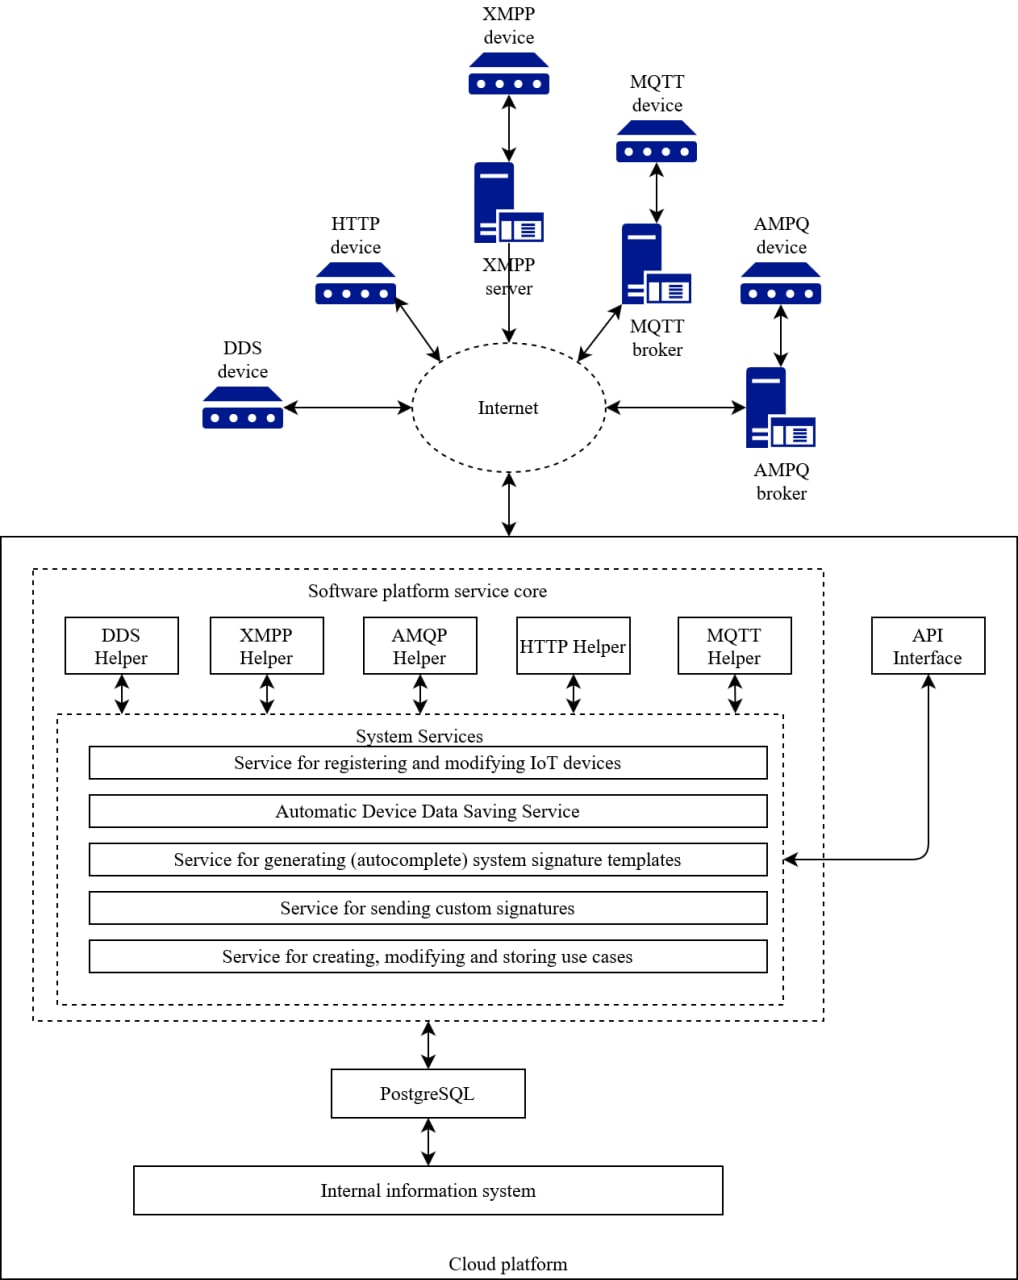 XMPP
device
MQTT
device
HTTP
device
XMPP
server
AMPQ
device
MQTT
broker
DDS
device
Internet
AMPQ
broker
Software platform service core
DDS
Helper
XMPP
Helper
AMQP
Helper
HTTP Helper
MQTT
Helper
API
Interface
System Services
Service for registering and modifying IoT devices
Automatic Device Data Saving Service
Service for generating (autocomplete) system signature templates
Service for sending custom signatures
Service for creating, modifying and storing use cases
PostgreSQL
Internal information system
Cloud platform